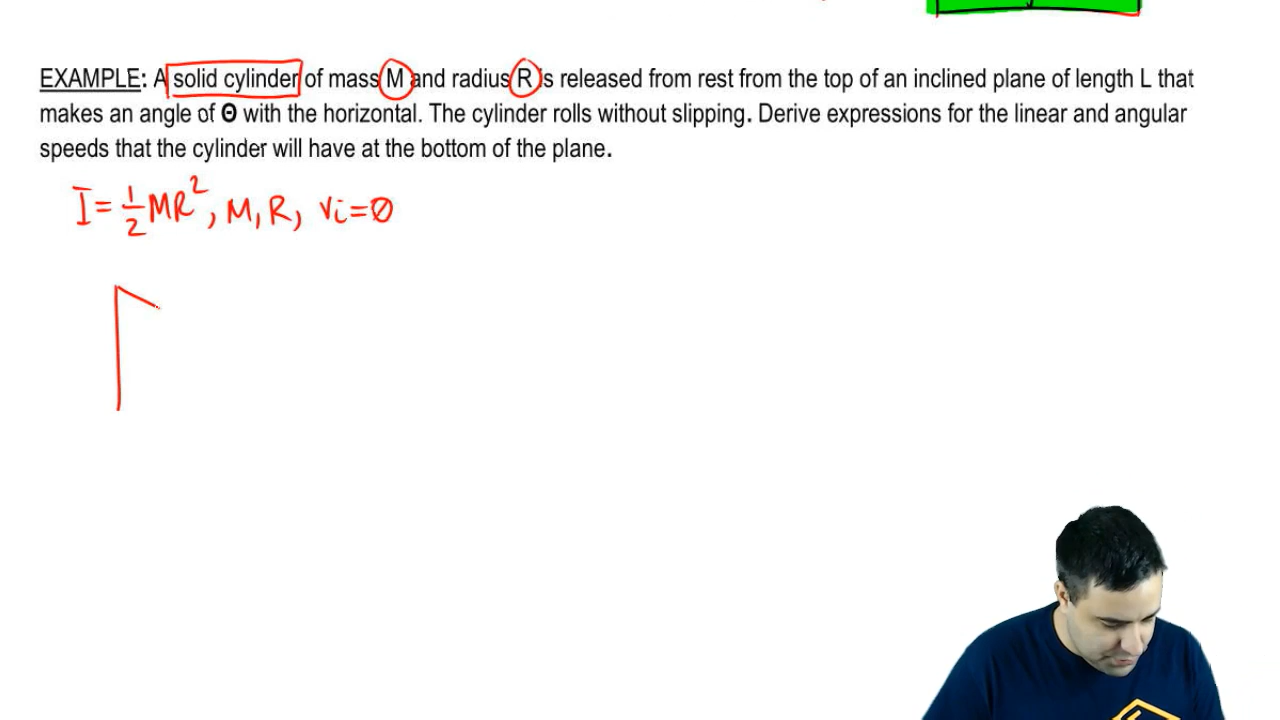 EXAMPLE: A solid cylinder of mass M and radius R is released from rest from the top of an inclined plane of length L that
makes an angle of Θ with the horizontal. The cylinder rolls without slipping. Derive expressions for the linear and angular
speeds that the cylinder will have at the bottom of the plane.
I = 1/2 MR², M, R, vi = 0